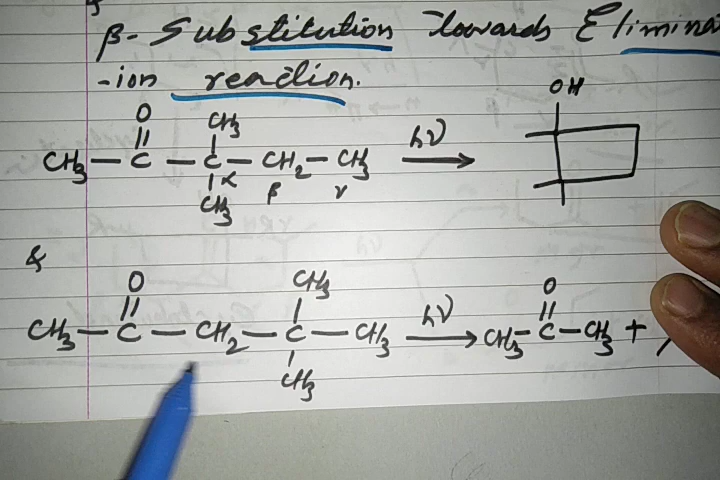 β-Substitution towards Elimina
-ion reaction.
OH
O CH₃
CH₃ — C — C — CH₂ — CH₃ hν →
α β γ
CH₃
&
O CH₃ O
CH₃ — C — CH₂ — C — CH₃ hν → CH₃ - C - CH₃ +
CH₃